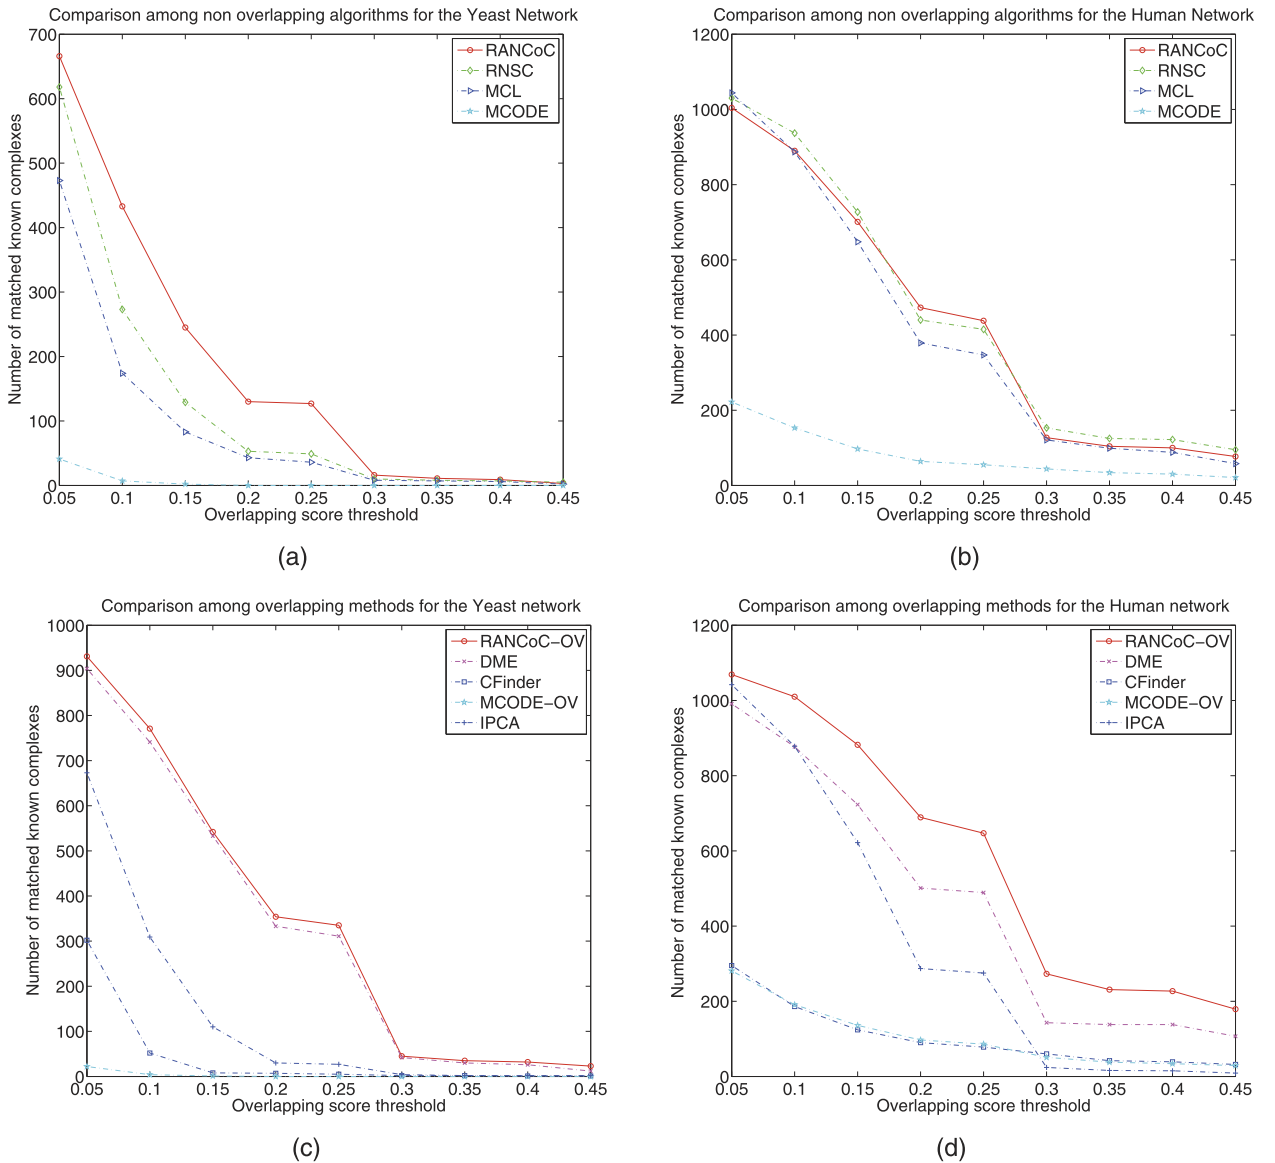 Comparison among non overlapping algorithms for the Yeast Network
700
600
500
400
300
200
100
0
Number of matched known complexes
RANCoC
RNSC
MCL
MCODE
0.05 0.1 0.15 0.2 0.25 0.3 0.35 0.4 0.45
Overlapping score threshold
(a)
Comparison among non overlapping algorithms for the Human Network
1200
1000
800
600
400
200
0
Number of matched known complexes
RANCoC
RNSC
MCL
MCODE
0.05 0.1 0.15 0.2 0.25 0.3 0.35 0.4 0.45
Overlapping score threshold
(b)
Comparison among overlapping methods for the Yeast network
1000
900
800
700
600
500
400
300
200
100
0
Number of matched known complexes
RANCoC−OV
DME
CFinder
MCODE−OV
IPCA
0.05 0.1 0.15 0.2 0.25 0.3 0.35 0.4 0.45
Overlapping score threshold
(c)
Comparison among overlapping methods for the Human network
1200
1000
800
600
400
200
0
Number of matched known complexes
RANCoC−OV
DME
CFinder
MCODE−OV
IPCA
0.05 0.1 0.15 0.2 0.25 0.3 0.35 0.4 0.45
Overlapping score threshold
(d)